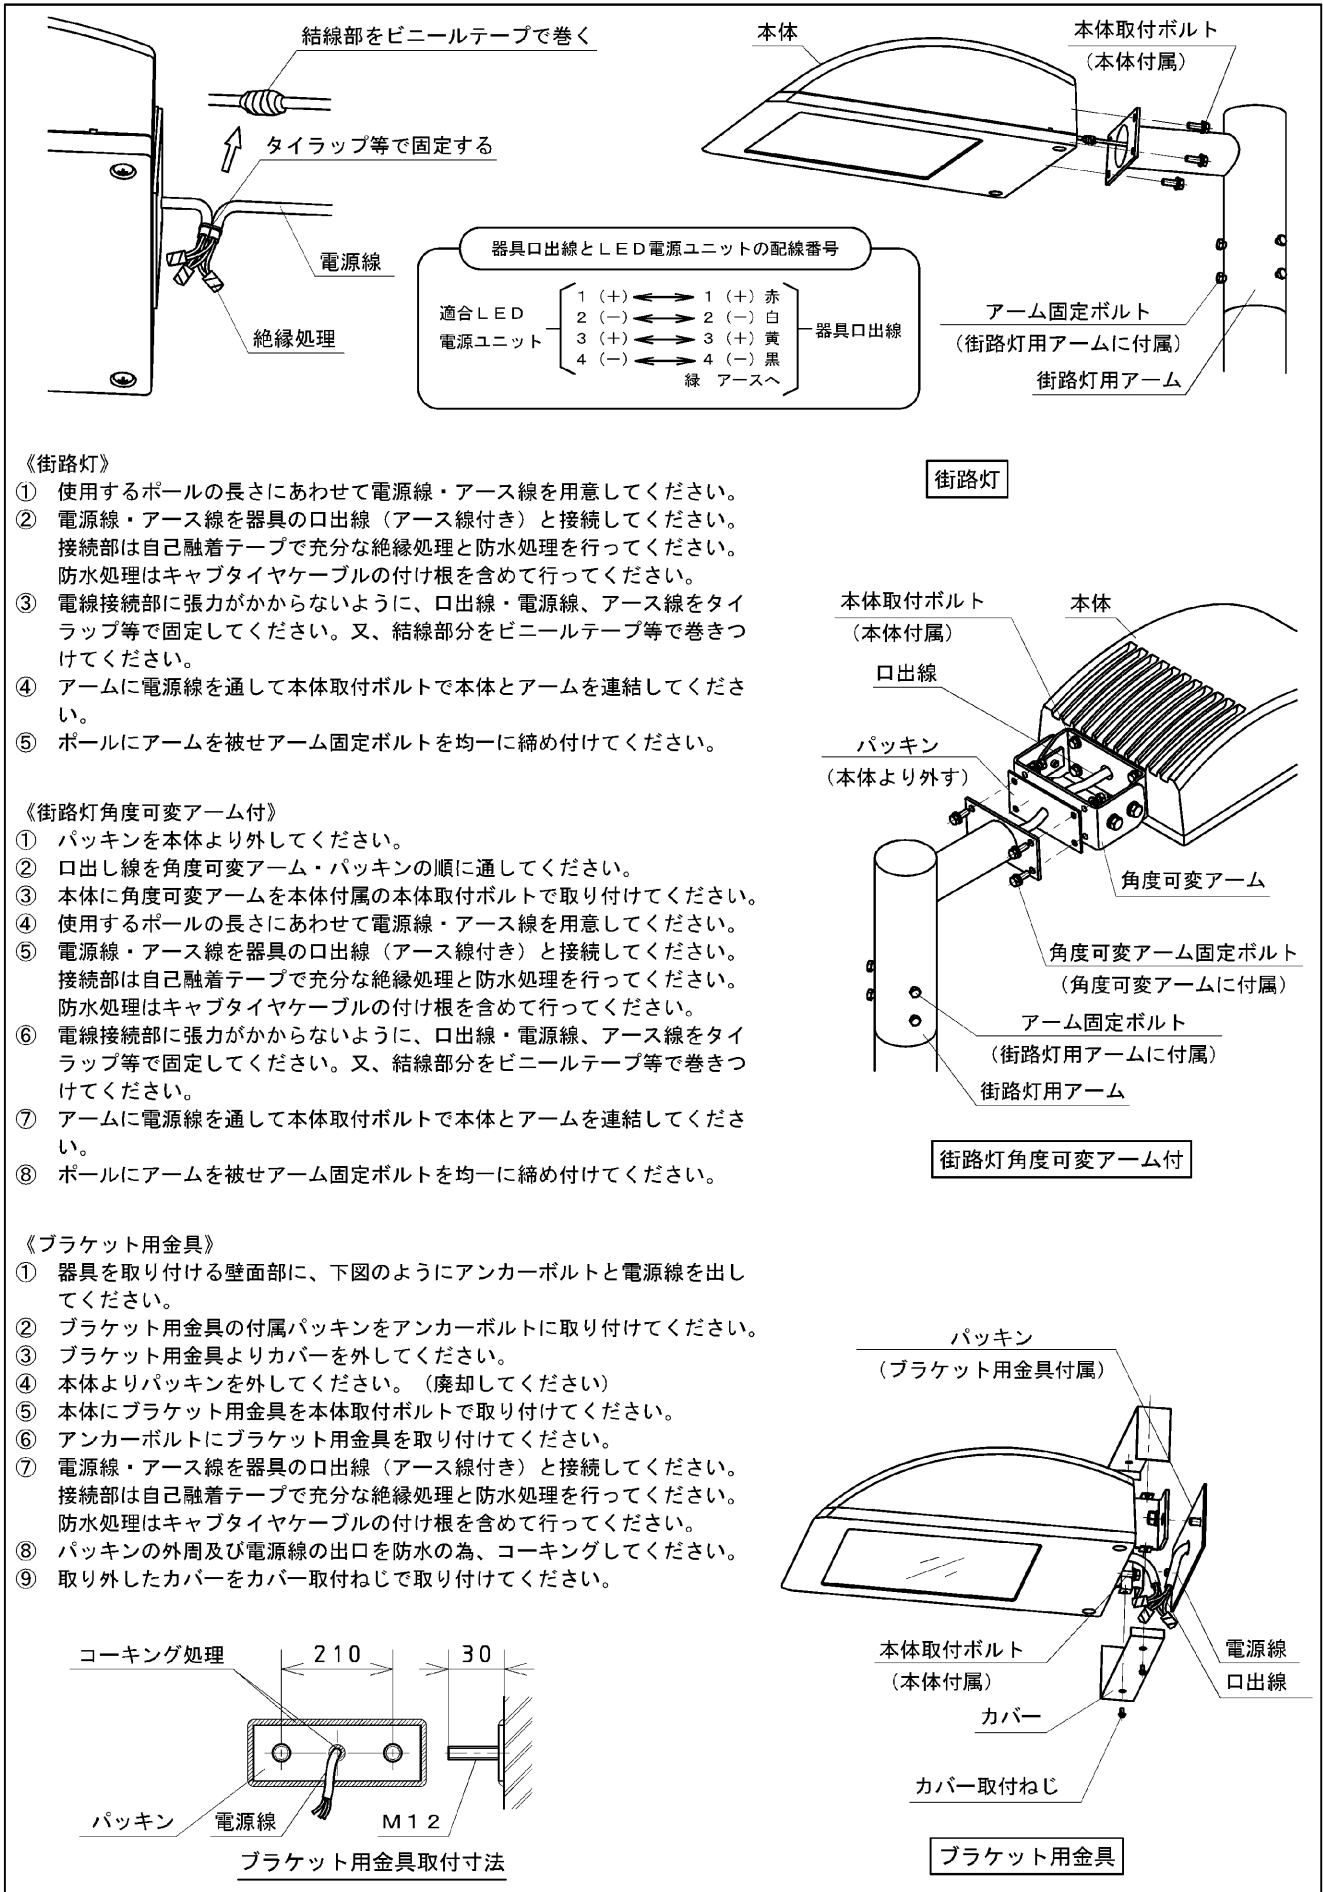 結線部をビニールテープで巻く
タイラップ等で固定する
電源線
絶縁処理
本体
本体取付ボルト
（本体付属）
器具口出線とＬＥＤ電源ユニットの配線番号
適合ＬＥＤ
電源ユニット
１（＋） １（＋）赤
２（－） ２（－）白
３（＋） ３（＋）黄
４（－） ４（－）黒
緑　アースへ
器具口出線
アーム固定ボルト
（街路灯用アームに付属）
街路灯用アーム
街路灯
《街路灯》
①　使用するポールの長さにあわせて電源線・アース線を用意してください。
②　電源線・アース線を器具の口出線（アース線付き）と接続してください。
接続部は自己融着テープで充分な絶縁処理と防水処理を行ってください。
防水処理はキャブタイヤケーブルの付け根を含めて行ってください。
③　電線接続部に張力がかからないように、口出線・電源線、アース線をタイ
ラップ等で固定してください。又、結線部分をビニールテープ等で巻きつ
けてください。
④　アームに電源線を通して本体取付ボルトで本体とアームを連結してくださ
い。
⑤　ポールにアームを被せアーム固定ボルトを均一に締め付けてください。
《街路灯角度可変アーム付》
①　パッキンを本体より外してください。
②　口出し線を角度可変アーム・パッキンの順に通してください。
③　本体に角度可変アームを本体付属の本体取付ボルトで取り付けてください。
④　使用するポールの長さにあわせて電源線・アース線を用意してください。
⑤　電源線・アース線を器具の口出線（アース線付き）と接続してください。
接続部は自己融着テープで充分な絶縁処理と防水処理を行ってください。
防水処理はキャブタイヤケーブルの付け根を含めて行ってください。
⑥　電線接続部に張力がかからないように、口出線・電源線、アース線をタイ
ラップ等で固定してください。又、結線部分をビニールテープ等で巻きつ
けてください。
⑦　アームに電源線を通して本体取付ボルトで本体とアームを連結してくださ
い。
⑧　ポールにアームを被せアーム固定ボルトを均一に締め付けてください。
本体取付ボルト
（本体付属）
本体
口出線
パッキン
（本体より外す）
角度可変アーム
角度可変アーム固定ボルト
（角度可変アームに付属）
アーム固定ボルト
（街路灯用アームに付属）
街路灯用アーム
街路灯角度可変アーム付
《ブラケット用金具》
①　器具を取り付ける壁面部に、下図のようにアンカーボルトと電源線を出し
てください。
②　ブラケット用金具の付属パッキンをアンカーボルトに取り付けてください。
③　ブラケット用金具よりカバーを外してください。
④　本体よりパッキンを外してください。（廃却してください）
⑤　本体にブラケット用金具を本体取付ボルトで取り付けてください。
⑥　アンカーボルトにブラケット用金具を取り付けてください。
⑦　電源線・アース線を器具の口出線（アース線付き）と接続してください。
接続部は自己融着テープで充分な絶縁処理と防水処理を行ってください。
防水処理はキャブタイヤケーブルの付け根を含めて行ってください。
⑧　パッキンの外周及び電源線の出口を防水の為、コーキングしてください。
⑨　取り外したカバーをカバー取付ねじで取り付けてください。
コーキング処理
210
30
パッキン
電源線
Ｍ１２
ブラケット用金具取付寸法
パッキン
（ブラケット用金具付属）
本体取付ボルト
（本体付属）
電源線
口出線
カバー
カバー取付ねじ
ブラケット用金具